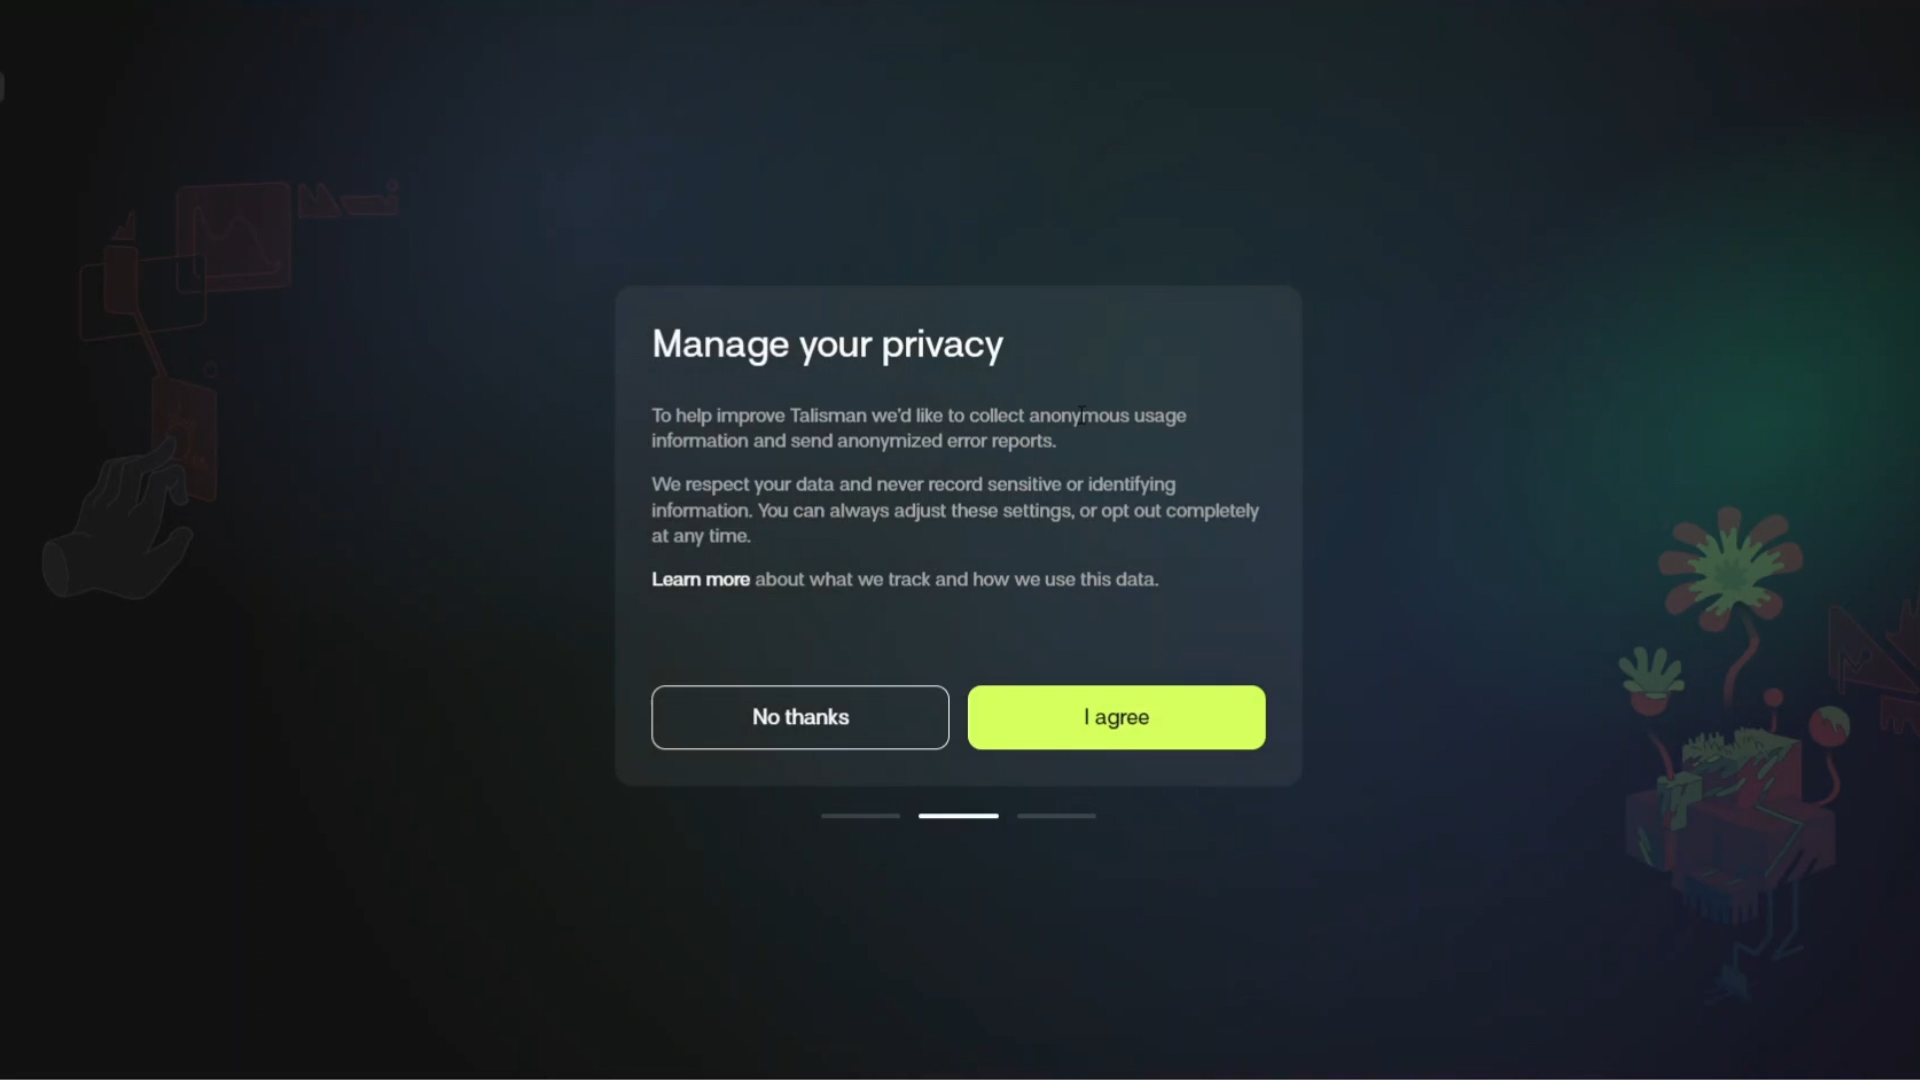 Manage your privacy
To help improve Talisman we'd like to collect anonymous usage
information and send anonymized error reports.
We respect your data and never record sensitive or identifying
information. You can always adjust these settings, or opt out completely
at any time.
Learn more about what we track and how we use this data.
No thanks
I agree